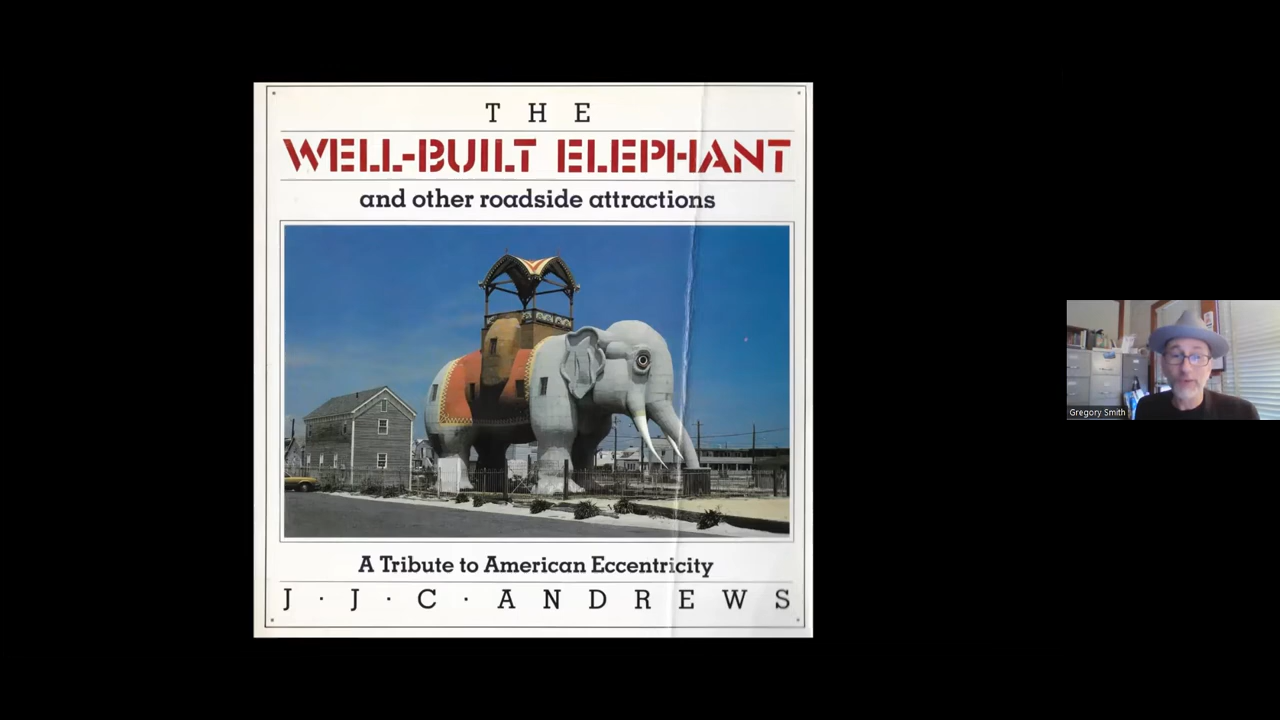 THE
WELL-BUILT ELEPHANT
and other roadside attractions
A Tribute to American Eccentricity
J·J·C·ANDREWS
Gregory Smith